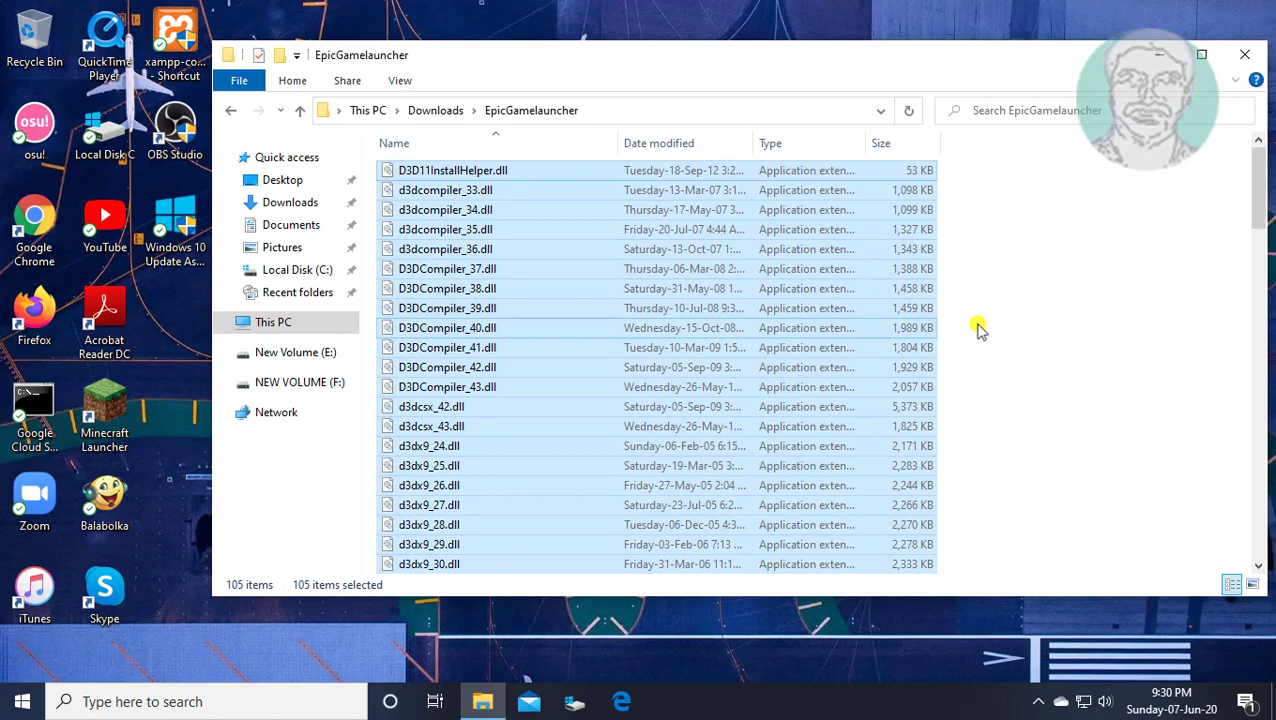 Recycle Bin
QuickTime Player
xampp-co... - Shortcut
osu!
Local Disk C
OBS Studio
Google Chrome
YouTube
Windows 10 Update As...
Firefox
Acrobat Reader DC
Google Cloud S...
Minecraft Launcher
Zoom
Balabolka
iTunes
Skype
EpicGamelauncher
File Home Share View
This PC Downloads EpicGamelauncher Search EpicGamelauncher
Quick access
Desktop
Downloads
Documents
Pictures
Local Disk (C:)
Recent folders
This PC
New Volume (E:)
NEW VOLUME (F:)
Network
Name Date modified Type Size
D3D11InstallHelper.dll Tuesday-18-Sep-12 3:2... Application exten... 53 KB
d3dcompiler_33.dll Tuesday-13-Mar-07 3:1... Application exten... 1,098 KB
d3dcompiler_34.dll Thursday-17-May-07 3... Application exten... 1,099 KB
d3dcompiler_35.dll Friday-20-Jul-07 4:44 A... Application exten... 1,327 KB
d3dcompiler_36.dll Saturday-13-Oct-07 1:... Application exten... 1,343 KB
D3DCompiler_37.dll Thursday-06-Mar-08 2:... Application exten... 1,388 KB
D3DCompiler_38.dll Saturday-31-May-08 1... Application exten... 1,458 KB
D3DCompiler_39.dll Thursday-10-Jul-08 9:3... Application exten... 1,459 KB
D3DCompiler_40.dll Wednesday-15-Oct-08... Application exten... 1,989 KB
D3DCompiler_41.dll Tuesday-10-Mar-09 1:5... Application exten... 1,804 KB
D3DCompiler_42.dll Saturday-05-Sep-09 3:... Application exten... 1,929 KB
D3DCompiler_43.dll Wednesday-26-May-1... Application exten... 2,057 KB
d3dcsx_42.dll Saturday-05-Sep-09 3:... Application exten... 5,373 KB
d3dcsx_43.dll Wednesday-26-May-1... Application exten... 1,825 KB
d3dx9_24.dll Sunday-06-Feb-05 6:15... Application exten... 2,171 KB
d3dx9_25.dll Saturday-19-Mar-05 3:... Application exten... 2,283 KB
d3dx9_26.dll Friday-27-May-05 2:04 ... Application exten... 2,244 KB
d3dx9_27.dll Saturday-23-Jul-05 6:2... Application exten... 2,266 KB
d3dx9_28.dll Tuesday-06-Dec-05 4:3... Application exten... 2,270 KB
d3dx9_29.dll Friday-03-Feb-06 7:13 ... Application exten... 2,278 KB
d3dx9_30.dll Friday-31-Mar-06 11:1... Application exten... 2,333 KB
105 items 105 items selected
Type here to search
9:30 PM
Sunday-07-Jun-20
1